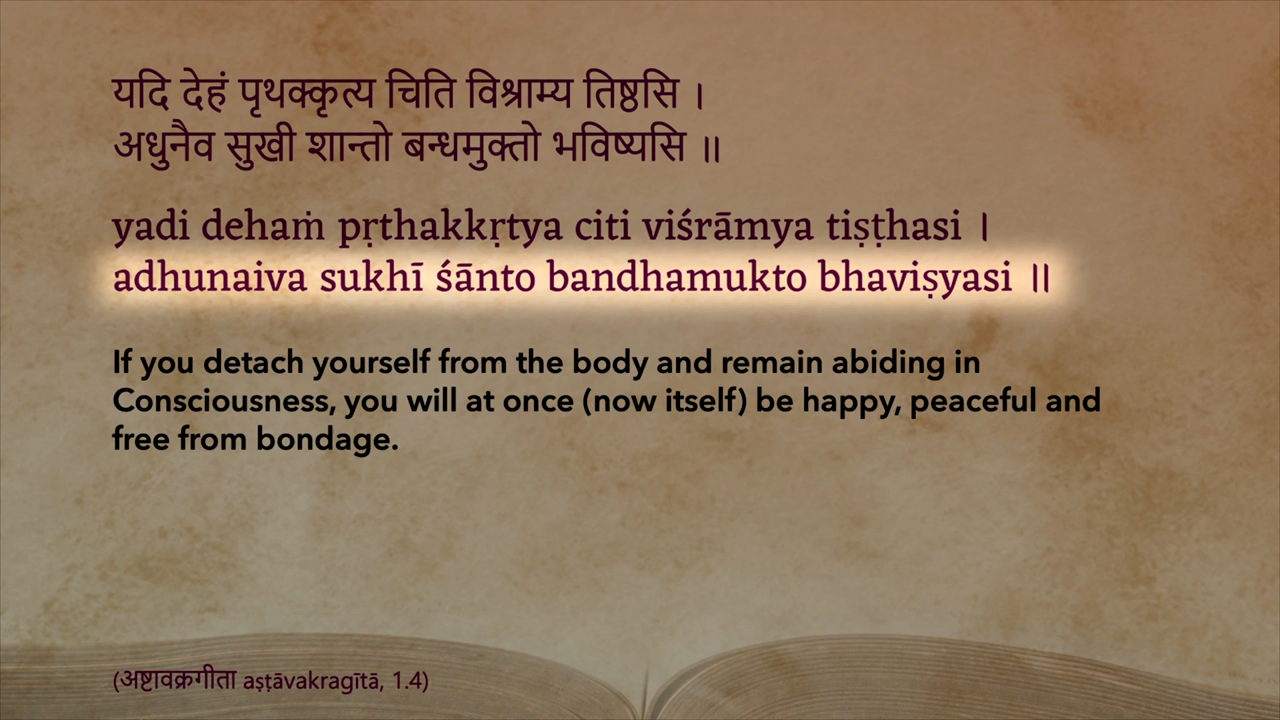 यदि देहं पृथक्कृत्य चिति विश्राम्य तिष्ठसि ।
अधुनैव सुखी शान्तो बन्धमुक्तो भविष्यसि ॥
yadi dehaṁ pṛthakkṛtya citi viśrāmya tiṣṭhasi ।
adhunaiva sukhī śānto bandhamukto bhaviṣyasi ॥
If you detach yourself from the body and remain abiding in
Consciousness, you will at once (now itself) be happy, peaceful and
free from bondage.
(अष्टावक्रगीता aṣṭāvakragītā, 1.4)